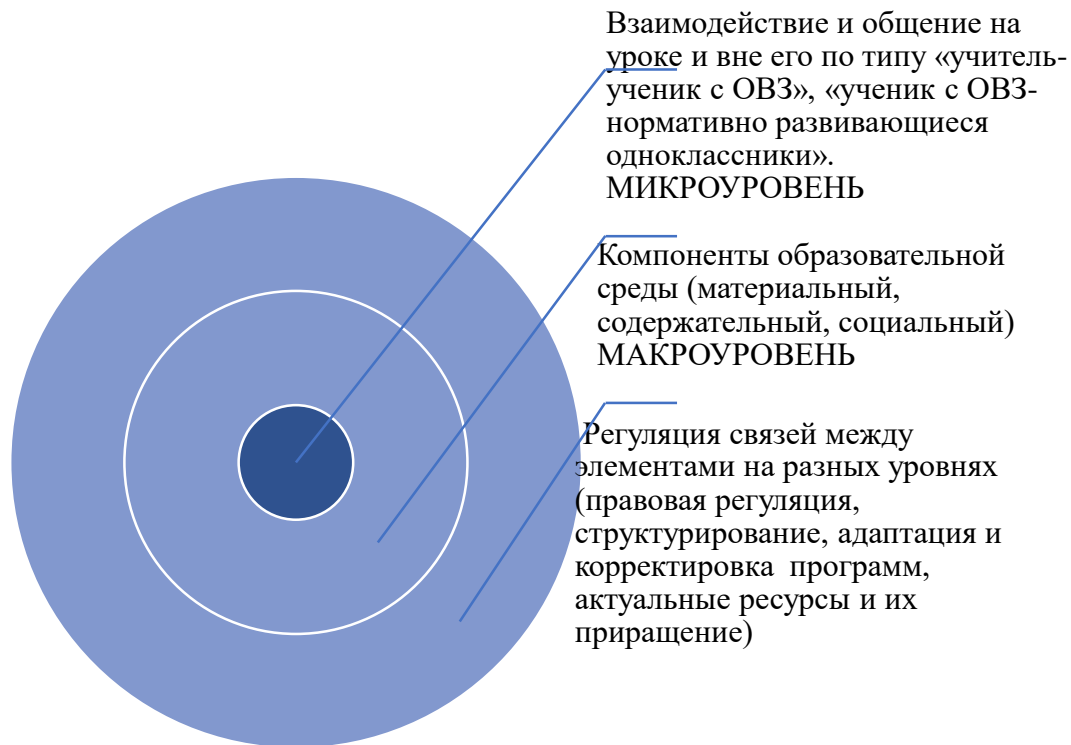 Взаимодействие и общение на
уроке и вне его по типу «учитель-
ученик с ОВЗ», «ученик с ОВЗ-
нормативно развивающиеся
одноклассники».
МИКРОУРОВЕНЬ
Компоненты образовательной
среды (материальный,
содержательный, социальный)
МАКРОУРОВЕНЬ
Регуляция связей между
элементами на разных уровнях
(правовая регуляция,
структурирование, адаптация и
корректировка программ,
актуальные ресурсы и их
приращение)